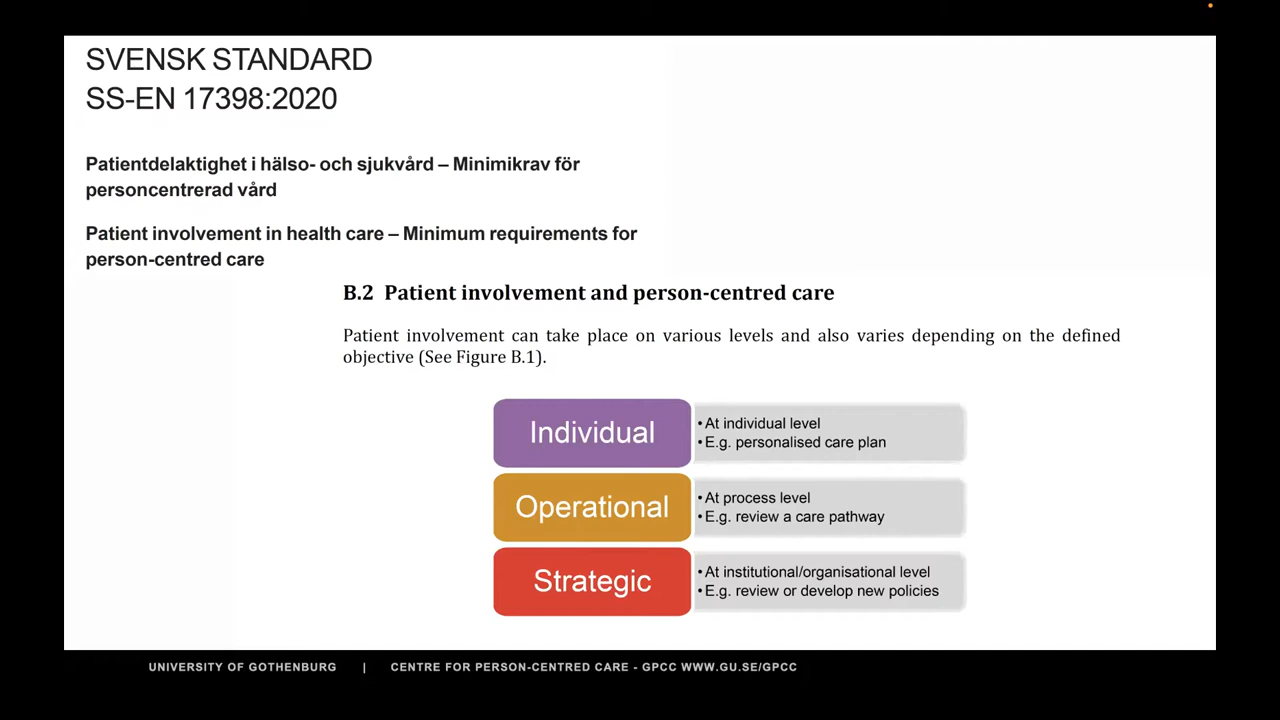 SVENSK STANDARD
SS-EN 17398:2020
Patientdelaktighet i hälso- och sjukvård – Minimikrav för
personcentrerad vård
Patient involvement in health care – Minimum requirements for
person-centred care
B.2 Patient involvement and person-centred care
Patient involvement can take place on various levels and also varies depending on the defined
objective (See Figure B.1).
Individual
• At individual level
• E.g. personalised care plan
Operational
• At process level
• E.g. review a care pathway
Strategic
• At institutional/organisational level
• E.g. review or develop new policies
UNIVERSITY OF GOTHENBURG | CENTRE FOR PERSON-CENTRED CARE - GPCC WWW.GU.SE/GPCC